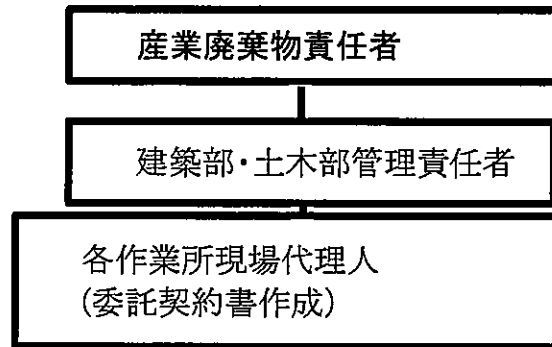 産業廃棄物責任者
建築部・土木部管理責任者
各作業所現場代理人
(委託契約書作成)